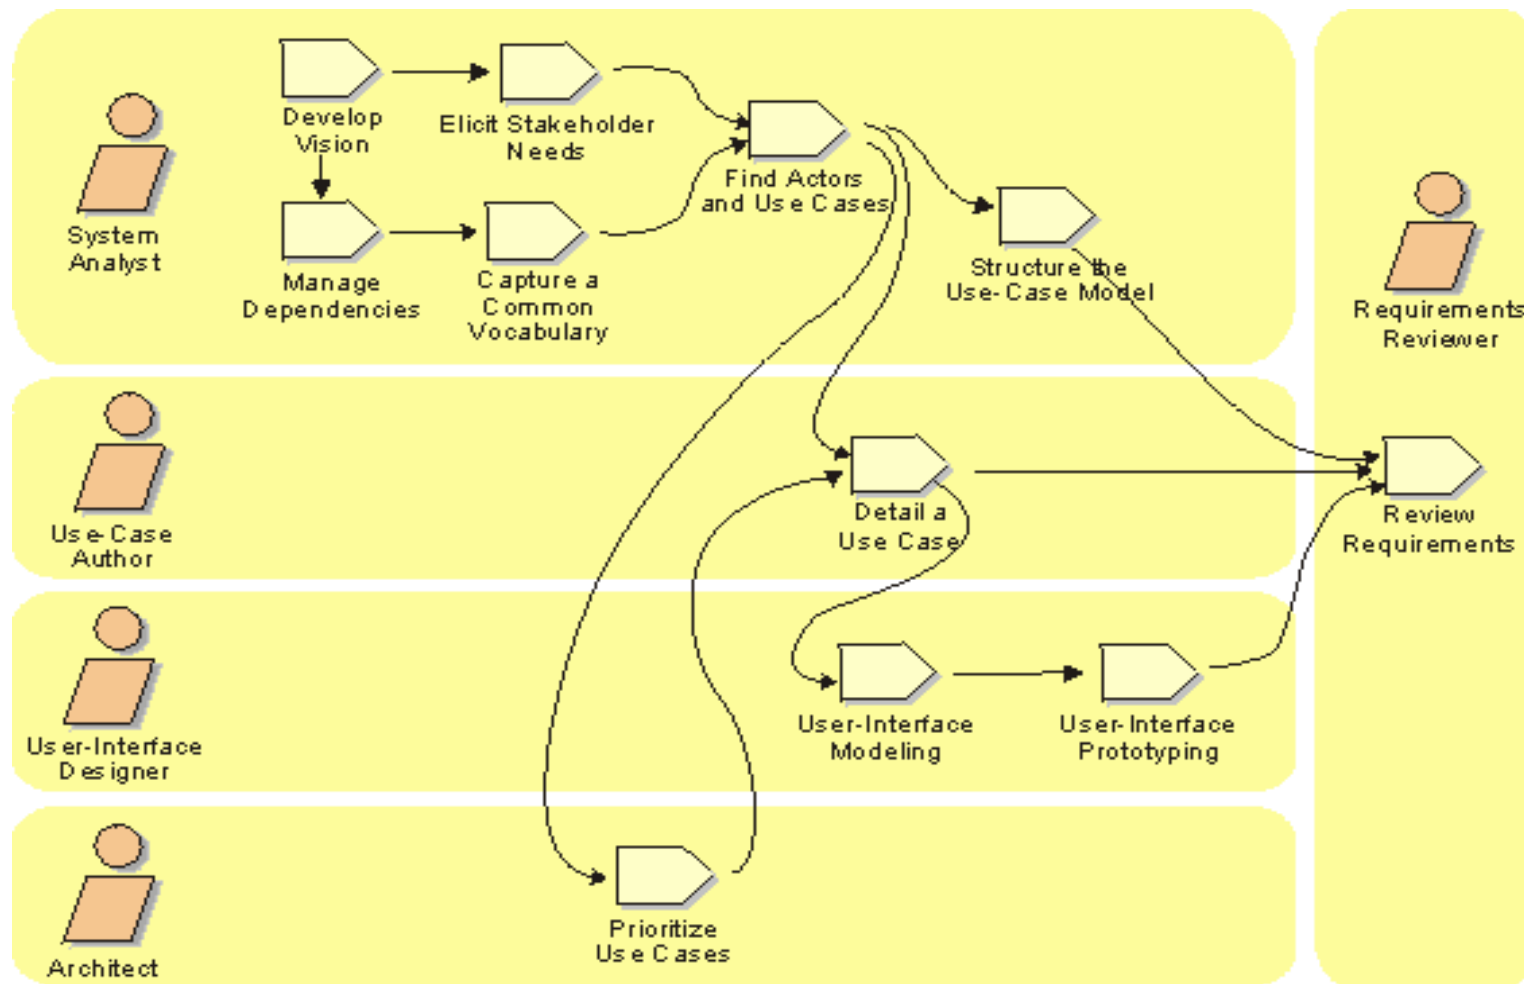 Develop
Vision
Elicit Stakeholder
Needs
Find Actors
and Use Cases
System
Analyst
Manage
Dependencies
Capture a
Common
Vocabulary
Structure the
Use-Case Model
Requirements
Reviewer
Use-Case
Author
Detail a
Use Case
Review
Requirements
User-Interface
Designer
User-Interface
Modeling
User-Interface
Prototyping
Architect
Prioritize
Use Cases